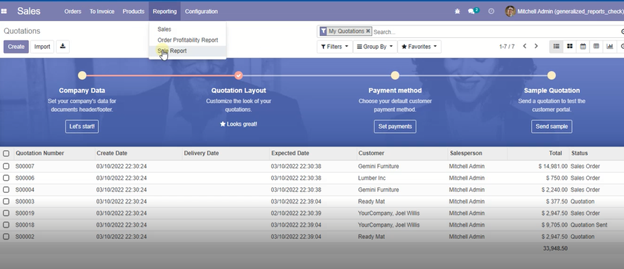 Sales Orders To Invoice Products Reporting Configuration Mitchell Admin (generalized_reports_check)
Sales
Order Profitability Report
Report
Quotations My Quotations Search...
Create Import Filters Group By Favorites 1-7 / 7
Company Data Quotation Layout Payment method Sample Quotation
Set your company's data for documents header/footer. Customize the look of your quotations. Choose your default customer payment method. Send a quotation to test the customer portal.
Let's start! Looks great! Set payments Send sample
Quotation Number Creation Date Delivery Date Expected Date Customer Salesperson Total Status
S00007 03/10/2022 22:30:24 03/10/2022 22:30:38 Gemini Furniture Mitchell Admin $ 14,981.00 Sales Order
S00006 03/10/2022 22:30:24 03/10/2022 22:30:38 Lumber Inc Mitchell Admin $ 750.00 Sales Order
S00004 03/10/2022 22:30:24 03/10/2022 22:30:38 Gemini Furniture Mitchell Admin $ 2,240.00 Sales Order
S00003 03/10/2022 22:30:24 03/10/2022 22:39:04 Ready Mat Mitchell Admin $ 377.50 Quotation
S00019 03/10/2022 22:30:24 02/10/2022 22:30:39 YourCompany, Joel Willis Mitchell Admin $ 2,947.50 Sales Order
S00018 03/10/2022 22:30:24 03/10/2022 22:39:04 YourCompany, Joel Willis Mitchell Admin $ 9,705.00 Quotation Sent
S00002 03/10/2022 22:30:24 03/10/2022 22:39:04 Ready Mat Mitchell Admin $ 2,947.50 Quotation
33,948.50